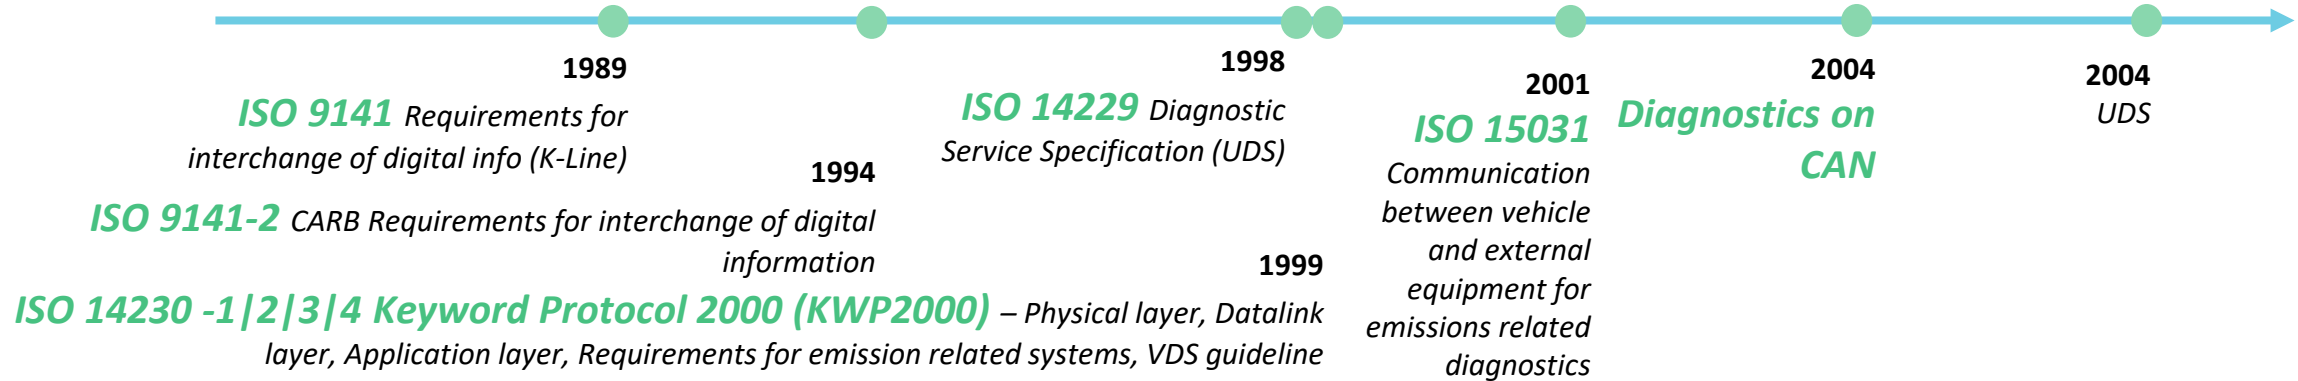 1989
ISO 9141 Requirements for
interchange of digital info (K-Line)
1994
ISO 9141-2 CARB Requirements for interchange of digital
information
1998
ISO 14229 Diagnostic
Service Specification (UDS)
1999
ISO 14230 -1|2|3|4 Keyword Protocol 2000 (KWP2000) – Physical layer, Datalink
layer, Application layer, Requirements for emission related systems, VDS guideline
2001
ISO 15031
Communication
between vehicle
and external
equipment for
emissions related
diagnostics
2004
Diagnostics on
CAN
2004
UDS